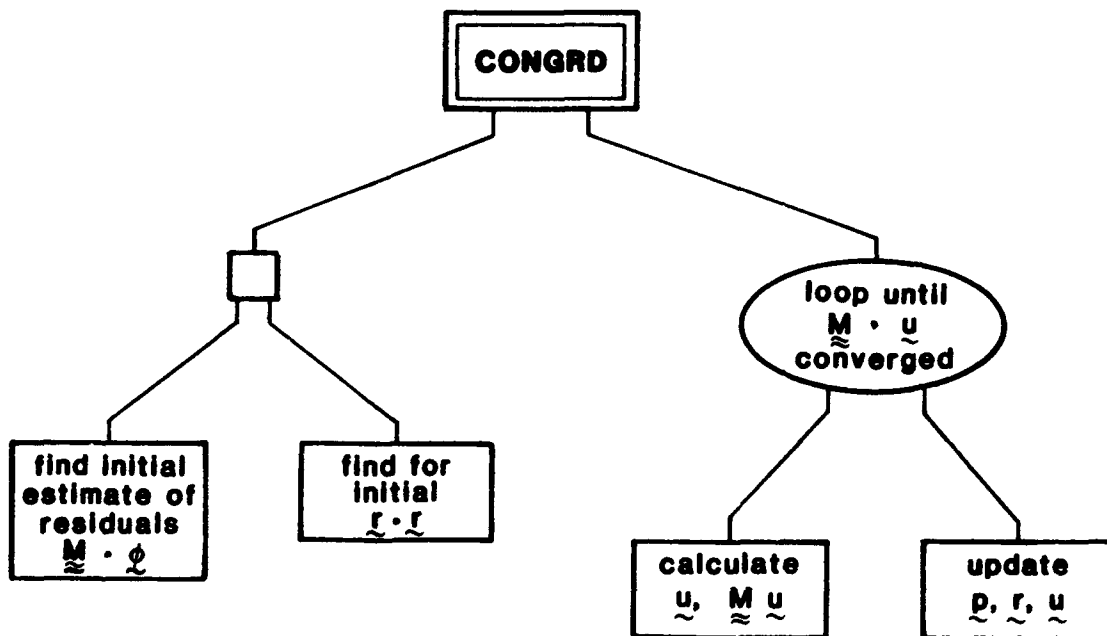 CONGRD
loop until
M̰̰ · ṵ
converged
find initial
estimate of
residuals
M̰̰ · ϕ̰
find for
initial
r̰ · r̰
calculate
ṵ, M̰̰ ṵ
update
p̰, r̰, ṵ